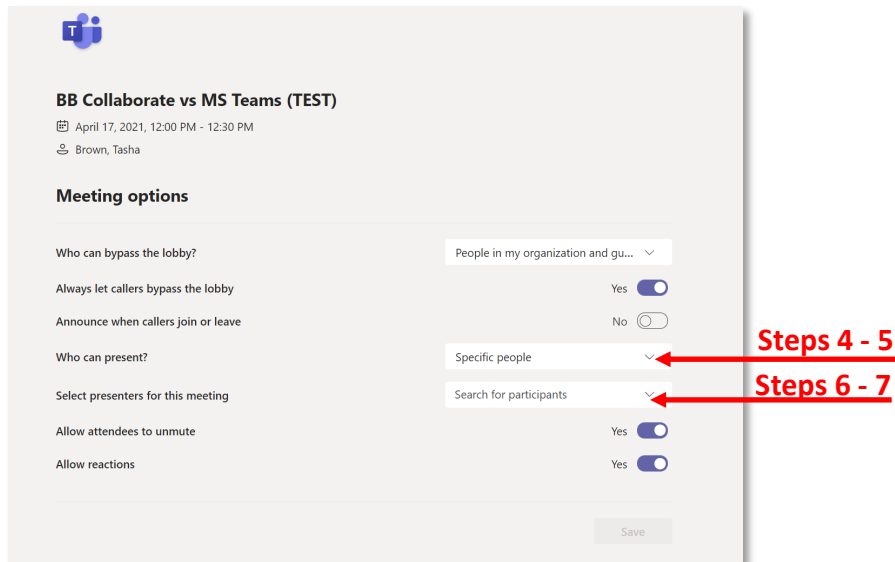 T
BB Collaborate vs MS Teams (TEST)
April 17, 2021, 12:00 PM - 12:30 PM
Brown, Tasha
Meeting options
Who can bypass the lobby? People in my organization and gu...
Always let callers bypass the lobby Yes
Announce when callers join or leave No
Who can present? Specific people Steps 4 - 5
Select presenters for this meeting Search for participants Steps 6 - 7
Allow attendees to unmute Yes
Allow reactions Yes
Save